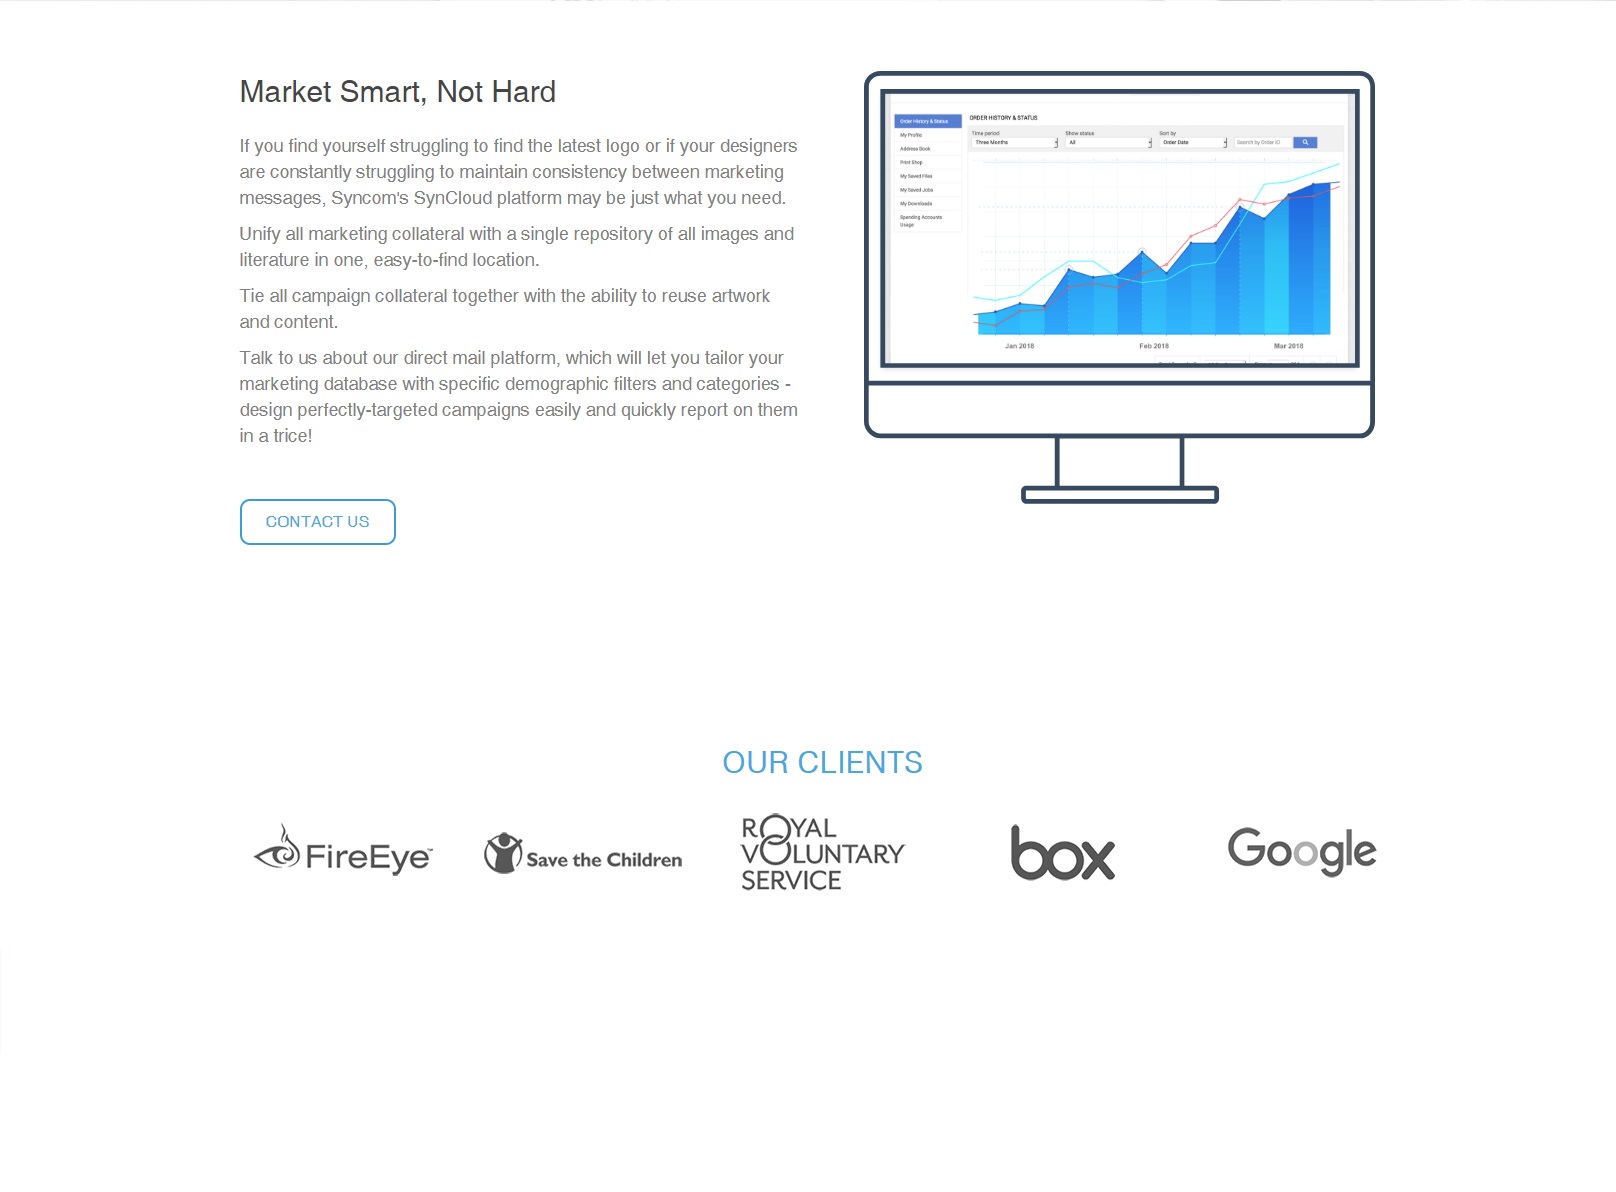 Market Smart, Not Hard
If you find yourself struggling to find the latest logo or if your designers
are constantly struggling to maintain consistency between marketing
messages, Syncom's SynCloud platform may be just what you need.
Unify all marketing collateral with a single repository of all images and
literature in one, easy-to-find location.
Tie all campaign collateral together with the ability to reuse artwork
and content.
Talk to us about our direct mail platform, which will let you tailor your
marketing database with specific demographic filters and categories -
design perfectly-targeted campaigns easily and quickly report on them
in a trice!
CONTACT US
Order History & Status
My Profile
Address Book
Print Shop
My Saved Files
My Saved Jobs
My Downloads
Spending Accounts
Usage
ORDER HISTORY & STATUS
Time period
Three Months
Show status
All
Sort by
Order Date
Search by Order ID
Jan 2018
Feb 2018
Mar 2018
OUR CLIENTS
FireEye™
Save the Children
ROYAL
VOLUNTARY
SERVICE
box
Google